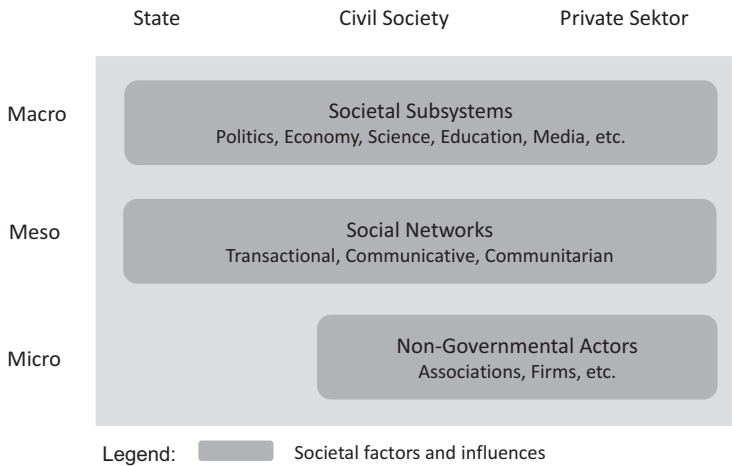 State Civil Society Private Sektor
Macro
Societal Subsystems
Politics, Economy, Science, Education, Media, etc.
Meso
Social Networks
Transactional, Communicative, Communitarian
Micro
Non-Governmental Actors
Associations, Firms, etc.
Legend: Societal factors and influences